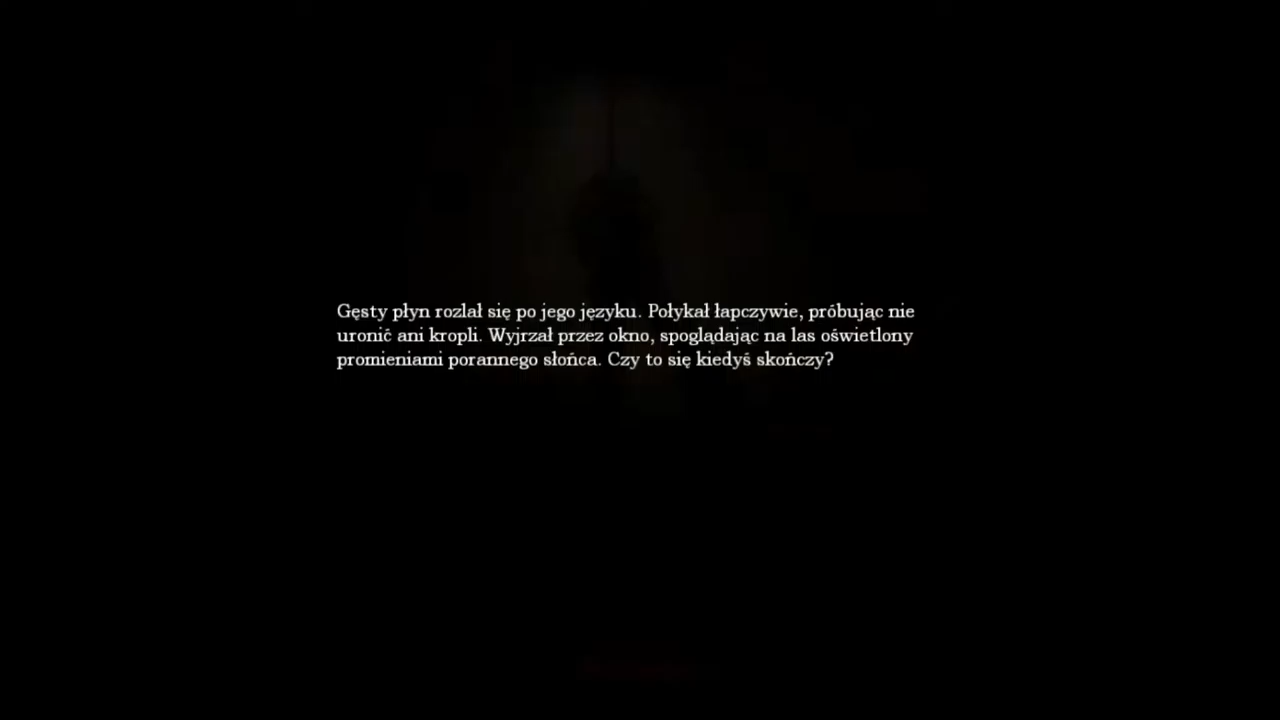 Gęsty płyn rozlał się po jego języku. Połykał łapczywie, próbując nie
uronić ani kropli. Wyjrzał przez okno, spoglądając na las oświetlony
promieniami porannego słońca. Czy to się kiedyś skończy?